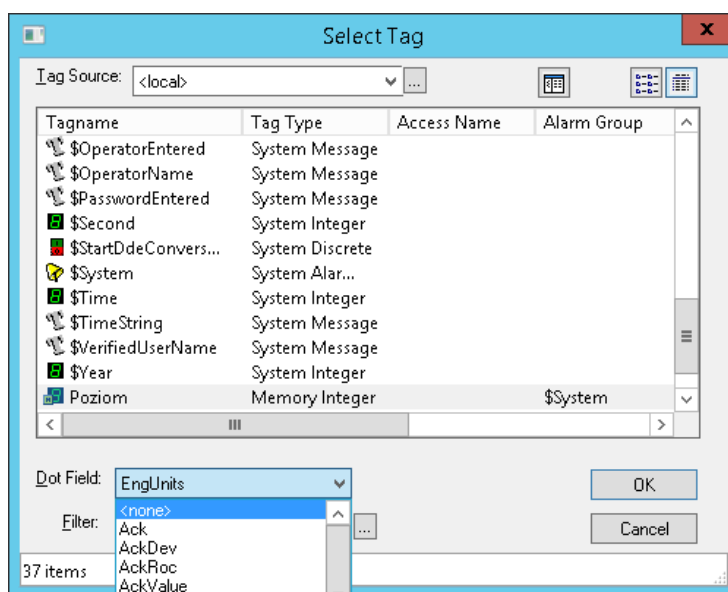 Select Tag
x
Tag Source: <local> ...
Tagname Tag Type Access Name Alarm Group
$OperatorEntered System Message
$OperatorName System Message
$PasswordEntered System Message
$Second System Integer
$StartDdeConvers... System Discrete
$System System Alar...
$Time System Integer
$TimeString System Message
$VerifiedUserName System Message
$Year System Integer
Poziom Memory Integer $System
Dot Field: EngUnits OK
<none>
Filter: Ack ... Cancel
AckDev
AckRoc
37 items AckValue